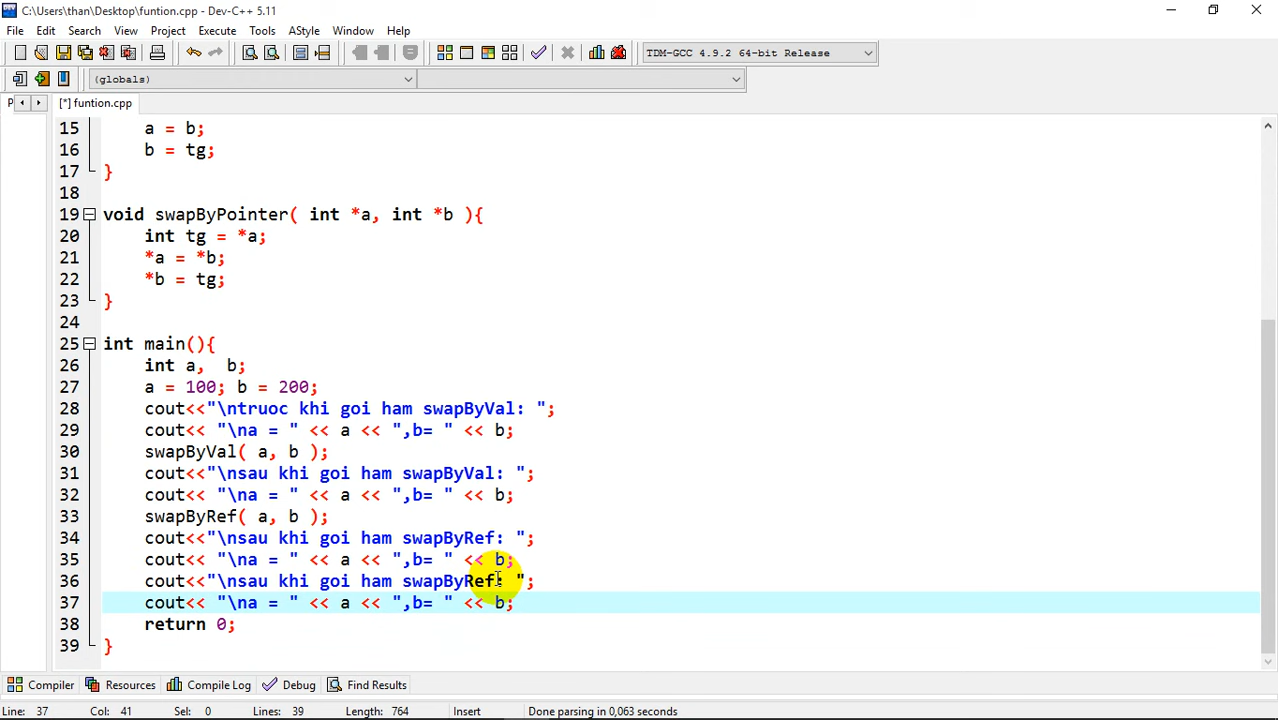 C:\Users\than\Desktop\funtion.cpp - Dev-C++ 5.11
File Edit Search View Project Execute Tools AStyle Window Help
TDM-GCC 4.9.2 64-bit Release
(globals)
P [*] funtion.cpp
15 a = b;
16 b = tg;
17 }
18
19 void swapByPointer( int *a, int *b ){
20 int tg = *a;
21 *a = *b;
22 *b = tg;
23 }
24
25 int main(){
26 int a,  b;
27 a = 100; b = 200;
28 cout<<"\ntruoc khi goi ham swapByVal: ";
29 cout<< "\na = " << a << ",b= " << b;
30 swapByVal( a, b );
31 cout<<"\nsau khi goi ham swapByVal: ";
32 cout<< "\na = " << a << ",b= " << b;
33 swapByRef( a, b );
34 cout<<"\nsau khi goi ham swapByRef: ";
35 cout<< "\na = " << a << ",b= " << b;
36 cout<<"\nsau khi goi ham swapByRef: ";
37 cout<< "\na = " << a << ",b= " << b;
38 return 0;
39 }
Compiler Resources Compile Log Debug Find Results
Line: 37 Col: 41 Sel: 0 Lines: 39 Length: 764 Insert Done parsing in 0,063 seconds